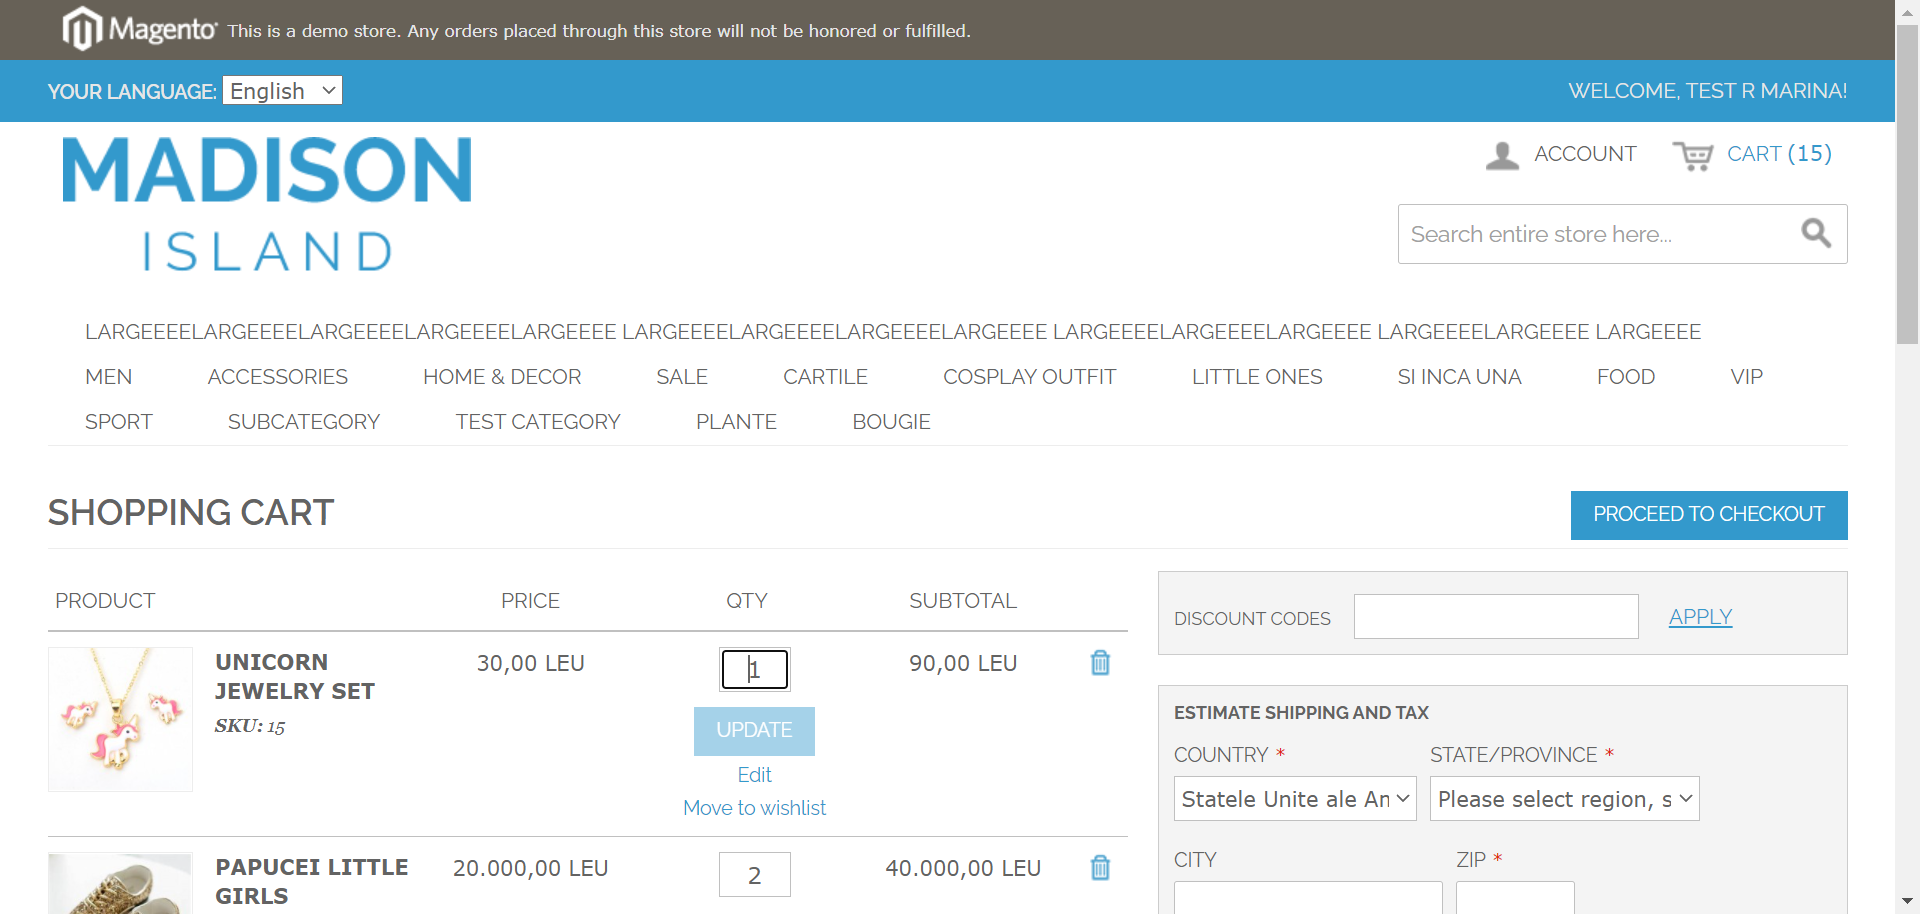 Magento This is a demo store. Any orders placed through this store will not be honored or fulfilled.
YOUR LANGUAGE: English WELCOME, TEST R MARINA!
MADISON
ISLAND
ACCOUNT CART (15)
Search entire store here...
LARGEEEELARGEEEELARGEEEELARGEEEELARGEEEE LARGEEEELARGEEEELARGEEEELARGEEEE LARGEEEELARGEEEELARGEEEE LARGEEEELARGEEEE LARGEEEE
MEN ACCESSORIES HOME & DECOR SALE CARTILE COSPLAY OUTFIT LITTLE ONES SI INCA UNA FOOD VIP
SPORT SUBCATEGORY TEST CATEGORY PLANTE BOUGIE
SHOPPING CART PROCEED TO CHECKOUT
PRODUCT PRICE QTY SUBTOTAL
UNICORN JEWELRY SET 30,00 LEU 1 90,00 LEU
SKU: 15
UPDATE
Edit
Move to wishlist
PAPUCEI LITTLE GIRLS 20.000,00 LEU 2 40.000,00 LEU
DISCOUNT CODES APPLY
ESTIMATE SHIPPING AND TAX
COUNTRY * STATE/PROVINCE *
Statele Unite ale Please select region, s
CITY ZIP *